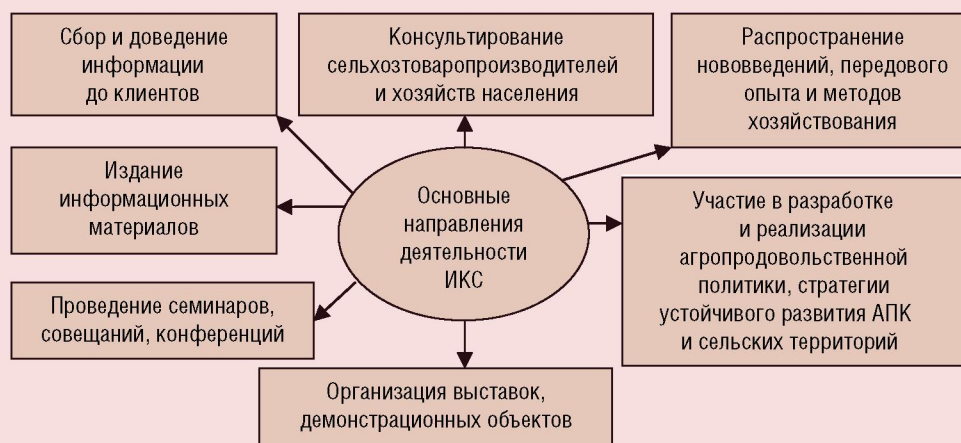 Сбор и доведение
информации
до клиентов
Консультирование
сельхозтоваропроизводителей
и хозяйств населения
Распространение
нововведений, передового
опыта и методов
хозяйствования
Издание
информационных
материалов
Основные
направления
деятельности
ИКС
Участие в разработке
и реализации
агропродовольственной
политики, стратегии
устойчивого развития АПК
и сельских территорий
Проведение семинаров,
совещаний, конференций
Организация выставок,
демонстрационных объектов